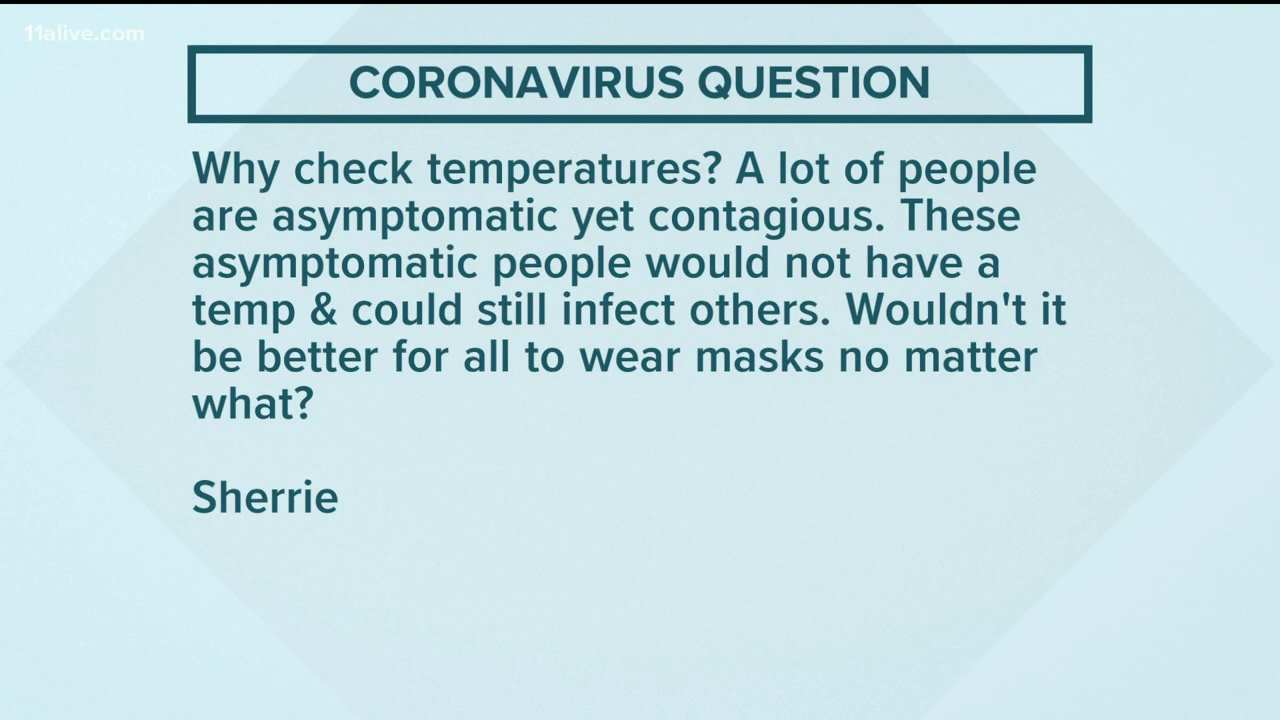 11alive.com
CORONAVIRUS QUESTION
Why check temperatures? A lot of people
are asymptomatic yet contagious. These
asymptomatic people would not have a
temp & could still infect others. Wouldn't it
be better for all to wear masks no matter
what?
Sherrie